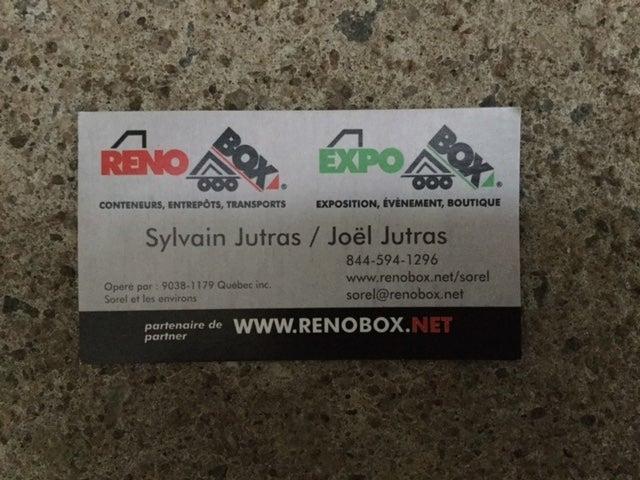 RENO BOX® EXPO BOX®
CONTENEURS, ENTREPÔTS, TRANSPORTS EXPOSITION, ÉVÈNEMENT, BOUTIQUE
Sylvain Jutras / Joël Jutras
844-594-1296
www.renobox.net/sorel
sorel@renobox.net
Operé par : 9038-1179 Québec inc.
Sorel et les environs
partenaire de
partner
WWW.RENOBOX.NET